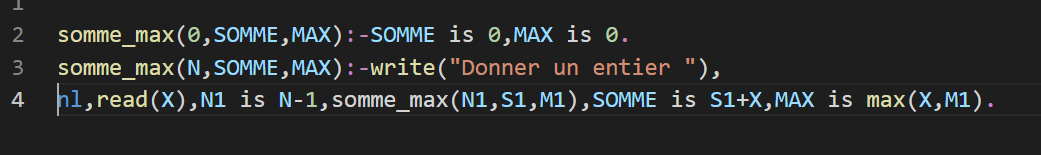 2 somme_max(0,SOMME,MAX):-SOMME is 0,MAX is 0.
3 somme_max(N,SOMME,MAX):-write("Donner un entier "),
4 nl,read(X),N1 is N-1,somme_max(N1,S1,M1),SOMME is S1+X,MAX is max(X,M1).